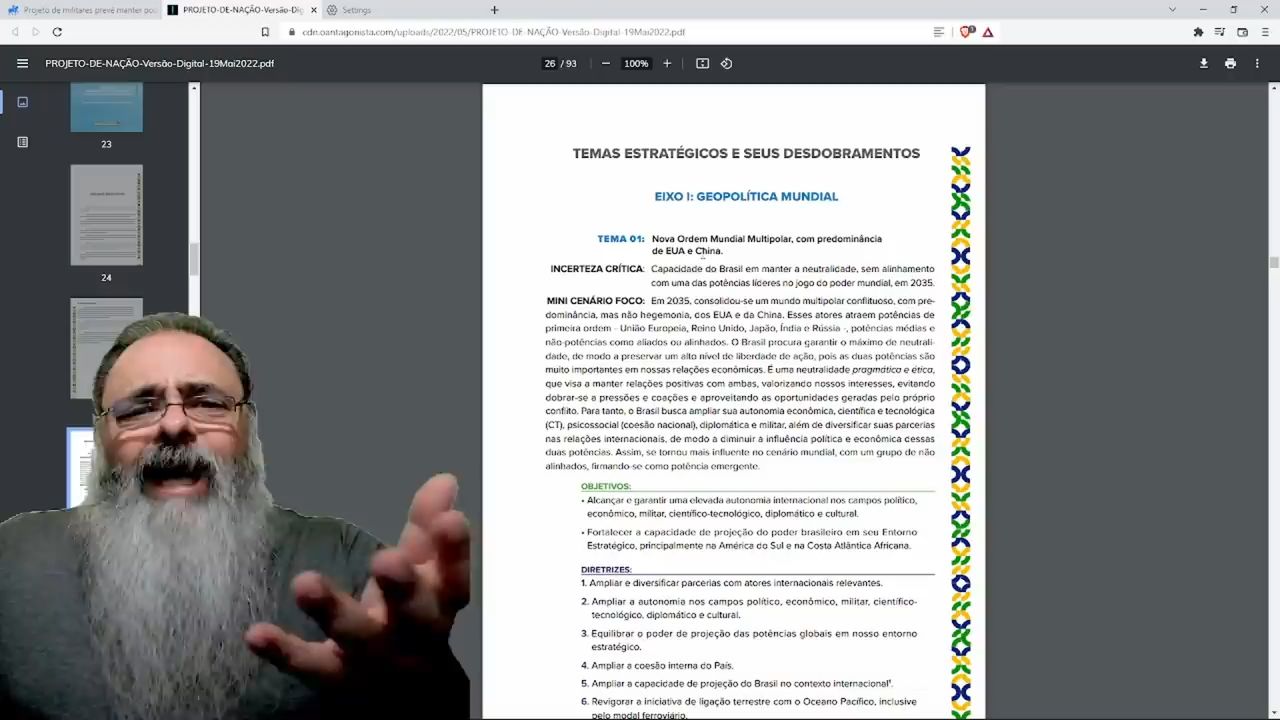 Projeto de militares prevê manter pod
PROJETO-DE-NAÇÃO-Versão-Dig
Settings
cdn.oantagonista.com/uploads/2022/05/PROJETO-DE-NAÇÃO-Versão-Digital-19Mai2022.pdf
PROJETO-DE-NAÇÃO-Versão-Digital-19Mai2022.pdf
26 / 93
100%
23
24
TEMAS ESTRATÉGICOS E SEUS DESDOBRAMENTOS
EIXO I: GEOPOLÍTICA MUNDIAL
TEMA 01: Nova Ordem Mundial Multipolar, com predominância
de EUA e China.
INCERTEZA CRÍTICA: Capacidade do Brasil em manter a neutralidade, sem alinhamento
com uma das potências líderes no jogo do poder mundial, em 2035.
MINI CENÁRIO FOCO: Em 2035, consolidou-se um mundo multipolar conflituoso, com pre-
dominância, mas não hegemonia, dos EUA e da China. Esses atores atraem potências de
primeira ordem - União Europeia, Reino Unido, Japão, Índia e Rússia -, potências médias e
não-potências como aliados ou alinhados. O Brasil procura garantir o máximo de neutrali-
dade, de modo a preservar um alto nível de liberdade de ação, pois as duas potências são
muito importantes em nossas relações econômicas. É uma neutralidade pragmática e ética,
que visa a manter relações positivas com ambas, valorizando nossos interesses, evitando
dobrar-se a pressões e coações e aproveitando as oportunidades geradas pelo próprio
conflito. Para tanto, o Brasil busca ampliar sua autonomia econômica, científica e tecnológica
(CT), psicossocial (coesão nacional), diplomática e militar, além de diversificar suas parcerias
nas relações internacionais, de modo a diminuir a influência política e econômica dessas
duas potências. Assim, se tornou mais influente no cenário mundial, com um grupo de não
alinhados, firmando-se como potência emergente.
OBJETIVOS:
• Alcançar e garantir uma elevada autonomia internacional nos campos político,
econômico, militar, científico-tecnológico, diplomático e cultural.
• Fortalecer a capacidade de projeção do poder brasileiro em seu Entorno
Estratégico, principalmente na América do Sul e na Costa Atlântica Africana.
DIRETRIZES:
1. Ampliar e diversificar parcerias com atores internacionais relevantes.
2. Ampliar a autonomia nos campos político, econômico, militar, científico-
tecnológico, diplomático e cultural.
3. Equilibrar o poder de projeção das potências globais em nosso entorno
estratégico.
4. Ampliar a coesão interna do País.
5. Ampliar a capacidade de projeção do Brasil no contexto internacional¹.
6. Revigorar a iniciativa de ligação terrestre com o Oceano Pacífico, inclusive
pelo modal ferroviário.